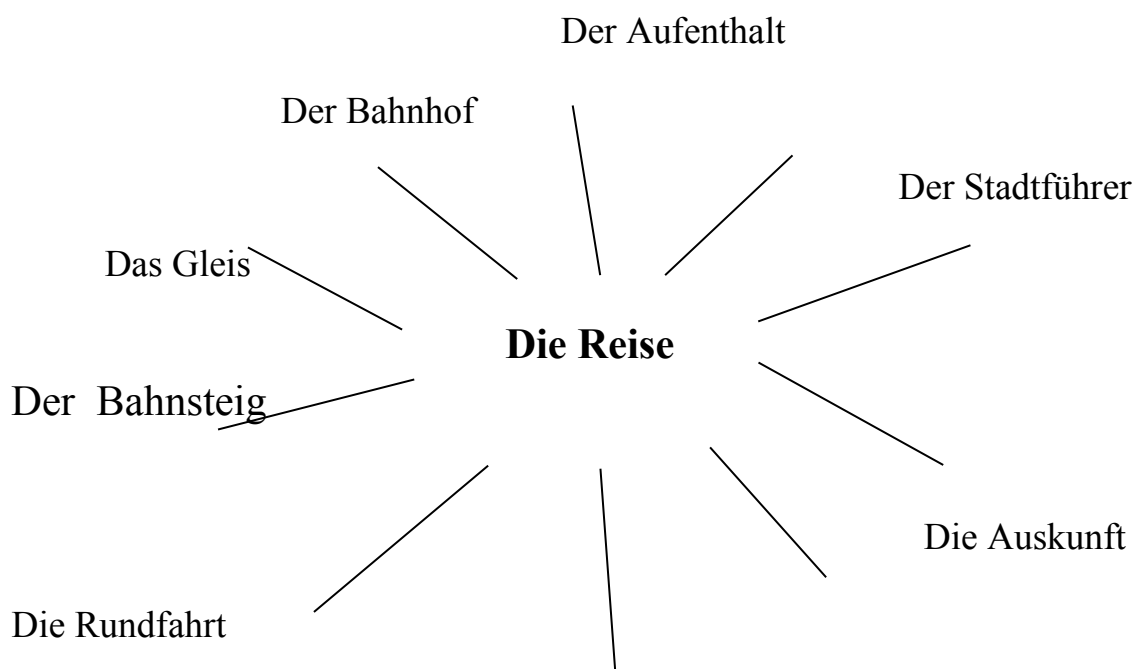 Der Aufenthalt
Der Bahnhof
Der Stadtführer
Das Gleis
Die Reise
Der  Bahnsteig
Die Auskunft
Die Rundfahrt